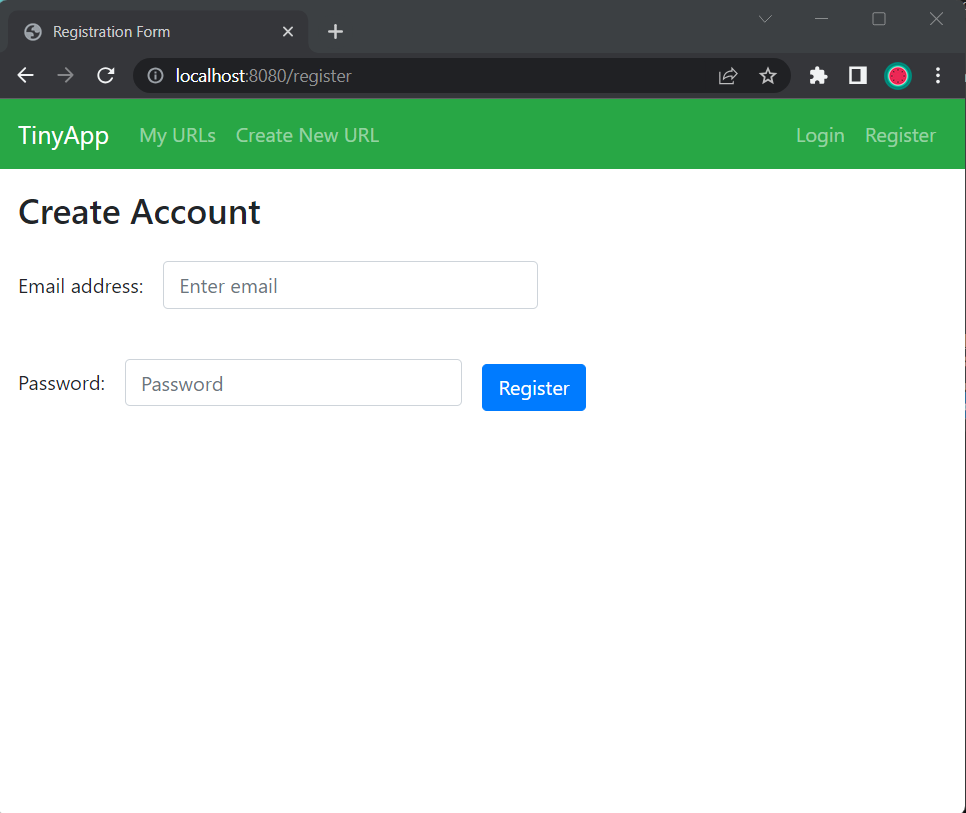 Registration Form
localhost:8080/register
TinyApp My URLs Create New URL Login Register
Create Account
Email address: Enter email
Password: Password Register